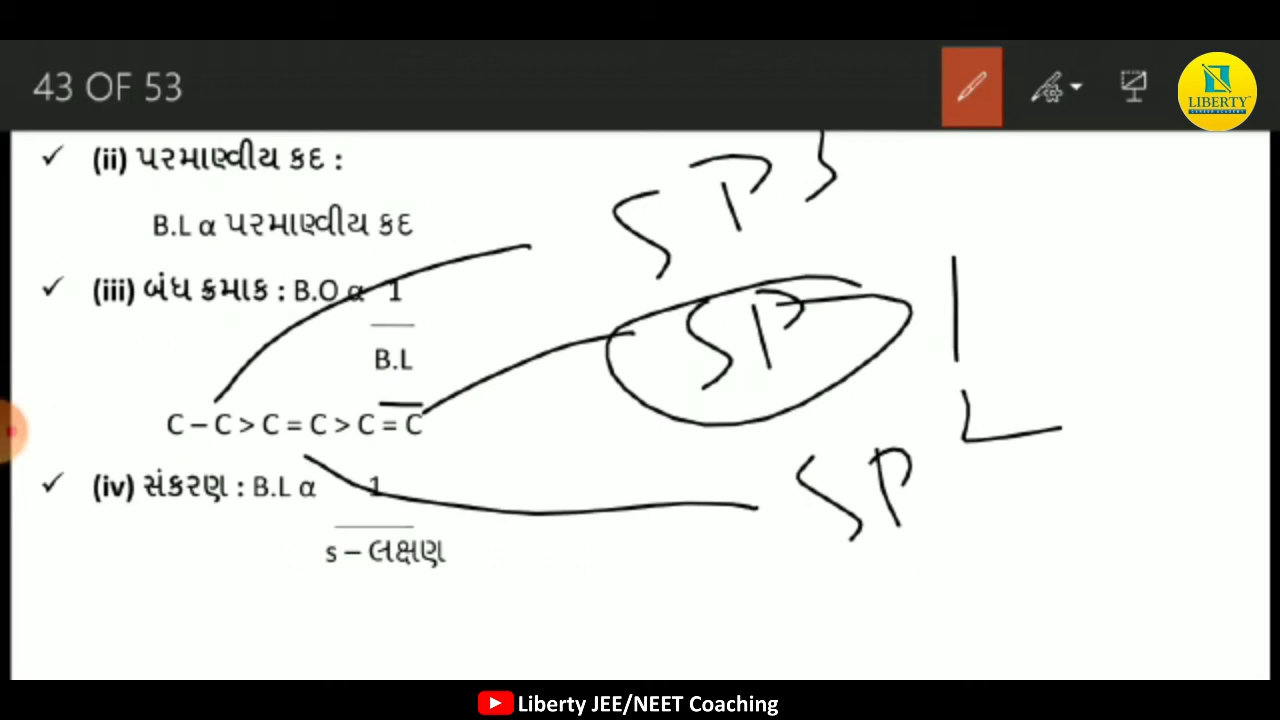 43 OF 53
LIBERTY
✓ (ii) પરમાણ્વીય કદ :
B.L α પરમાણ્વીય કદ
SP3
✓ (iii) બંધ ક્રમાક : B.O α 1
B.L
SP
C – C > C = C > C = C
✓ (iv) સંકરણ : B.L α 1
s – લક્ષણ
SP
Liberty JEE/NEET Coaching